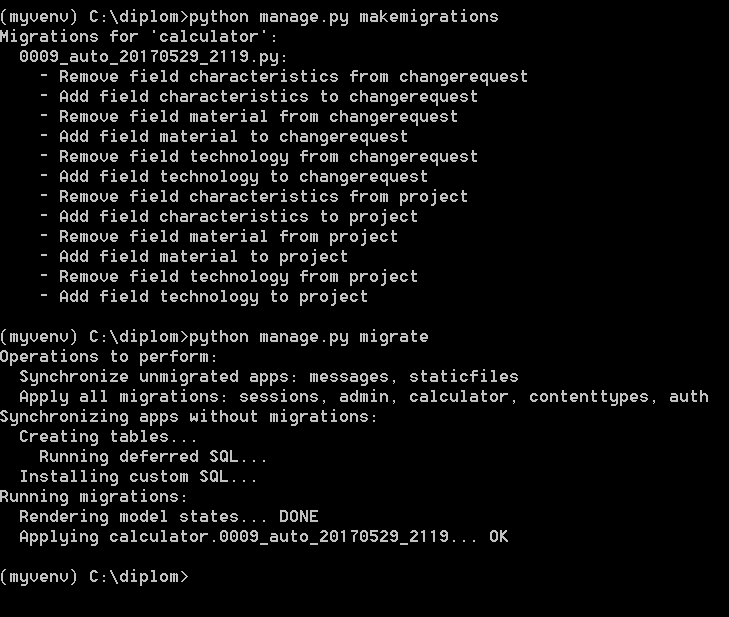 (myvenv) C:\diplom>python manage.py makemigrations
Migrations for 'calculator':
  0009_auto_20170529_2119.py:
    - Remove field characteristics from changerequest
    - Add field characteristics to changerequest
    - Remove field material from changerequest
    - Add field material to changerequest
    - Remove field technology from changerequest
    - Add field technology to changerequest
    - Remove field characteristics from project
    - Add field characteristics to project
    - Remove field material from project
    - Add field material to project
    - Remove field technology from project
    - Add field technology to project
(myvenv) C:\diplom>python manage.py migrate
Operations to perform:
  Synchronize unmigrated apps: messages, staticfiles
  Apply all migrations: sessions, admin, calculator, contenttypes, auth
Synchronizing apps without migrations:
  Creating tables...
    Running deferred SQL...
  Installing custom SQL...
Running migrations:
  Rendering model states... DONE
  Applying calculator.0009_auto_20170529_2119... OK
(myvenv) C:\diplom>